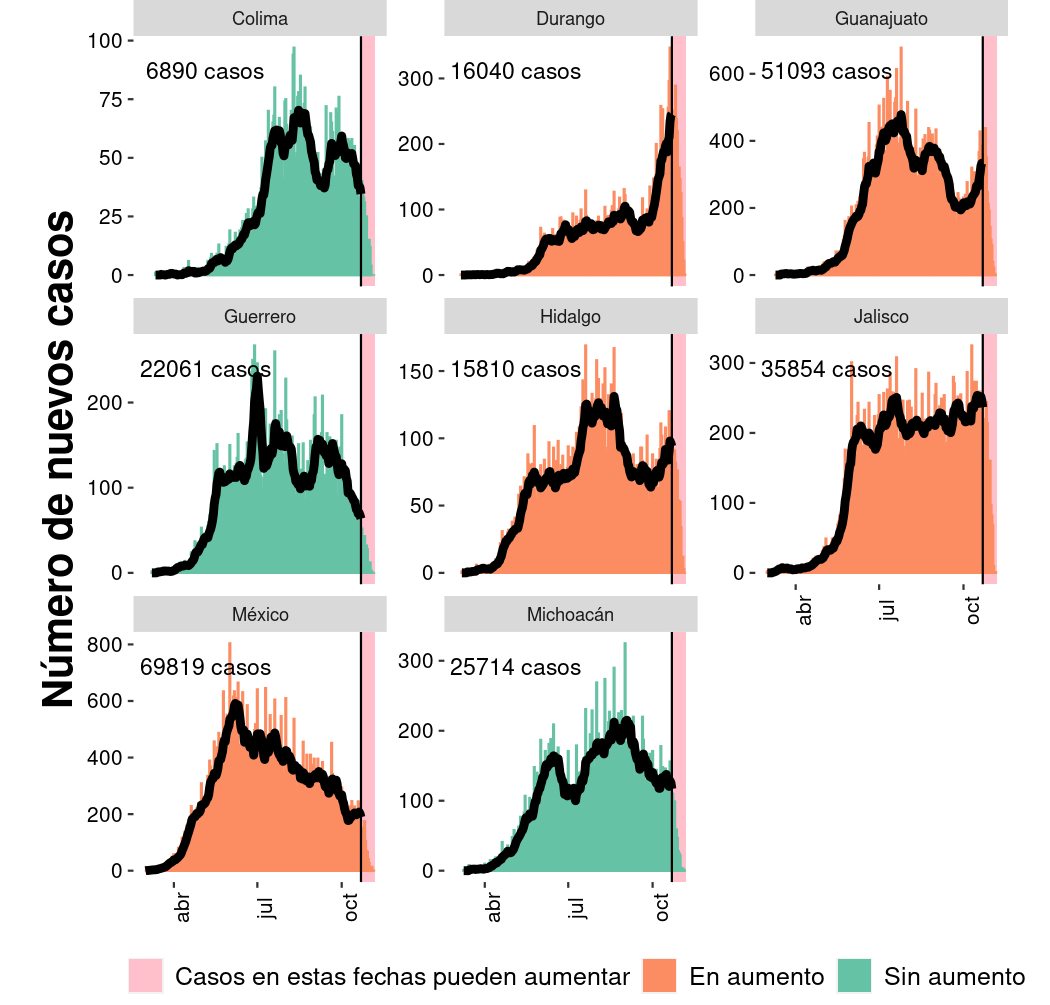 Número de nuevos casos
Colima
100
75
50
25
0
6890 casos
Durango
300
200
100
0
16040 casos
Guanajuato
600
400
200
0
51093 casos
Guerrero
200
100
0
22061 casos
Hidalgo
150
100
50
0
15810 casos
Jalisco
300
200
100
0
35854 casos
abr jul oct
México
800
600
400
200
0
69819 casos
abr jul oct
Michoacán
300
200
100
0
25714 casos
abr jul oct
Casos en estas fechas pueden aumentar En aumento Sin aumento